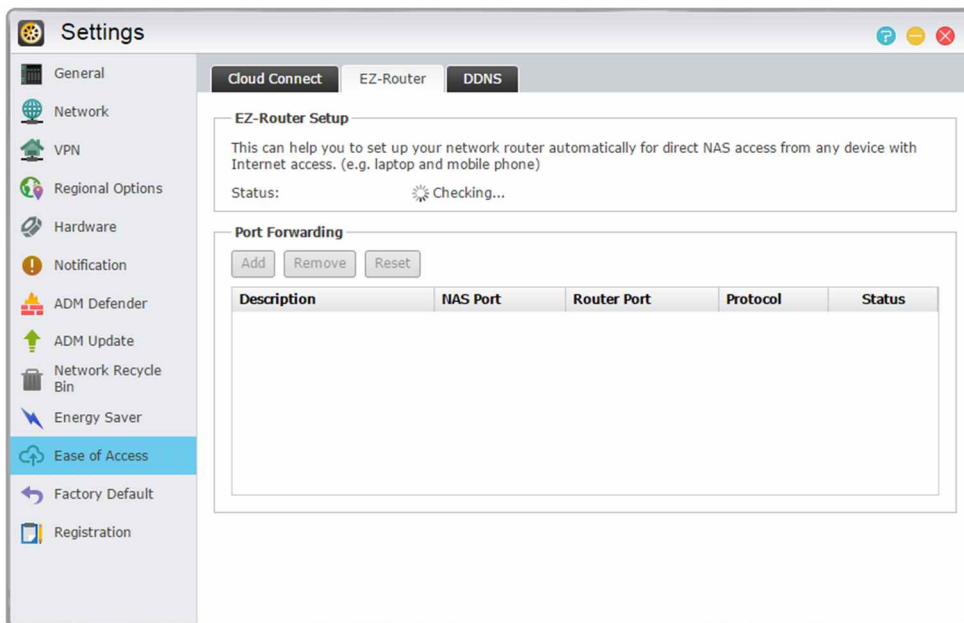 Settings
General
Network
VPN
Regional Options
Hardware
Notification
ADM Defender
ADM Update
Network Recycle
Bin
Energy Saver
Ease of Access
Factory Default
Registration
Cloud Connect EZ-Router DDNS
EZ-Router Setup
This can help you to set up your network router automatically for direct NAS access from any device with
Internet access. (e.g. laptop and mobile phone)
Status: Checking...
Port Forwarding
Add Remove Reset
Description NAS Port Router Port Protocol Status